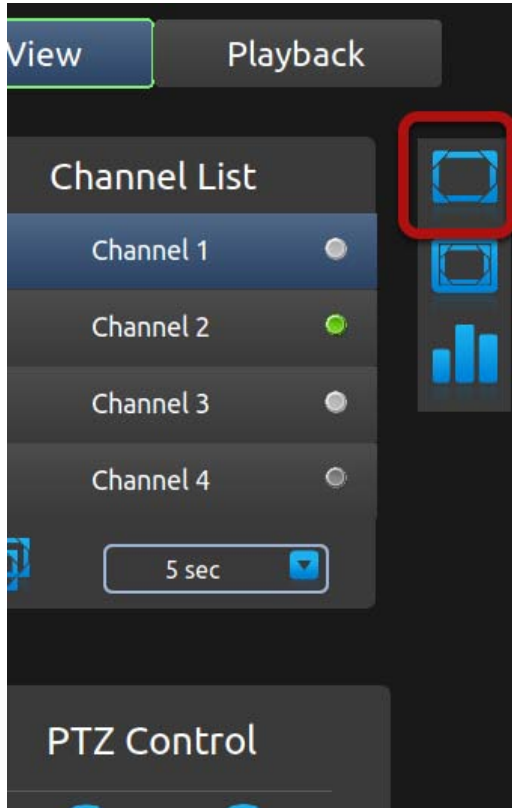 View
Playback
Channel List
Channel 1
Channel 2
Channel 3
Channel 4
5 sec
PTZ Control